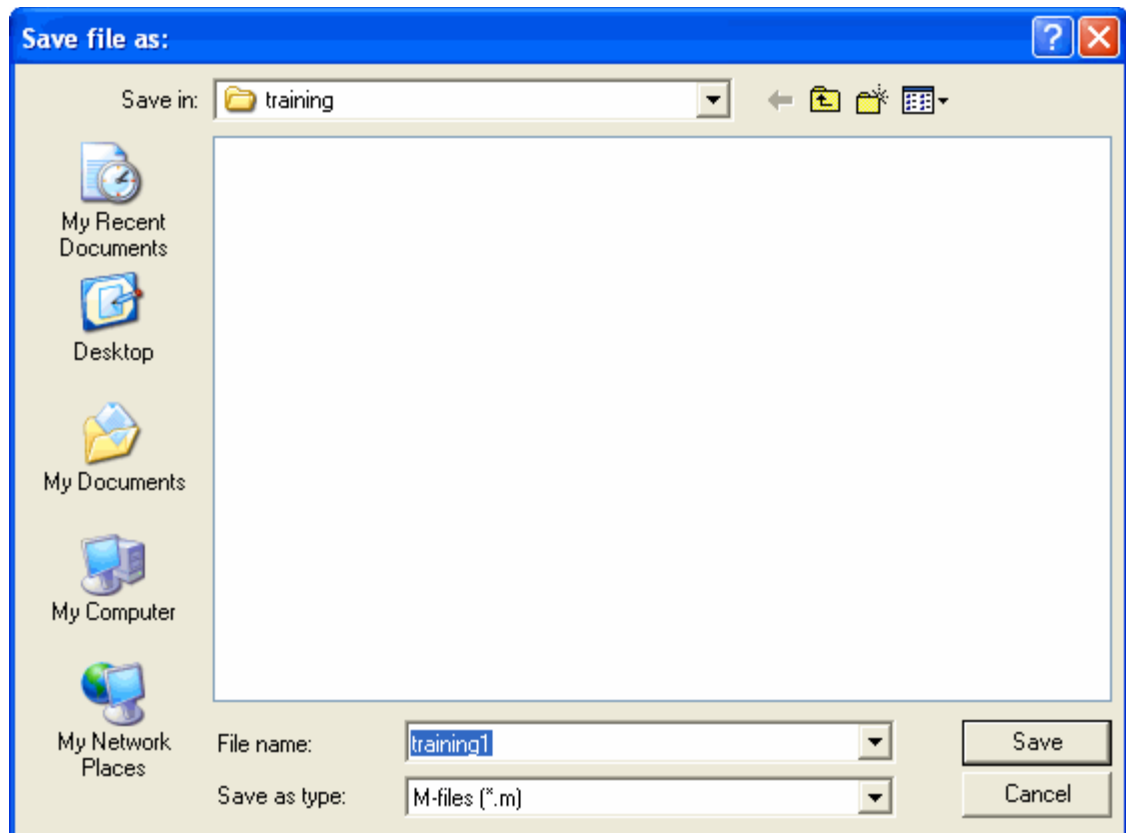 Save file as:
Save in: training
My Recent
Documents
Desktop
My Documents
My Computer
My Network
Places
File name: training1 Save
Save as type: M-files (*.m) Cancel